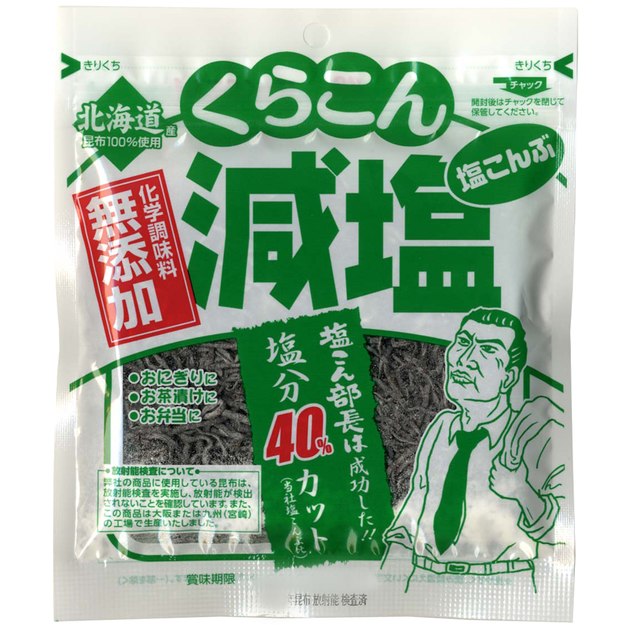 きりくち
きりくち
チャック
開封後はチャックを閉じて
保管してください。
北海道産
昆布100%使用
くらこん
塩こんぶ
減塩
化学調味料
無添加
塩こん部長は成功した!!
塩分
40%
カット
(当社塩こんぶ比)
●おにぎりに
●お茶漬けに
●お弁当に
●放射能検査について●
弊社の商品に使用している昆布は、
放射能検査を実施し、放射能が検出
されないことを確認しています。また、
この商品は大阪または九州(宮崎)
の工場で生産いたしました。
賞味期限
昆布 放射能 検査済